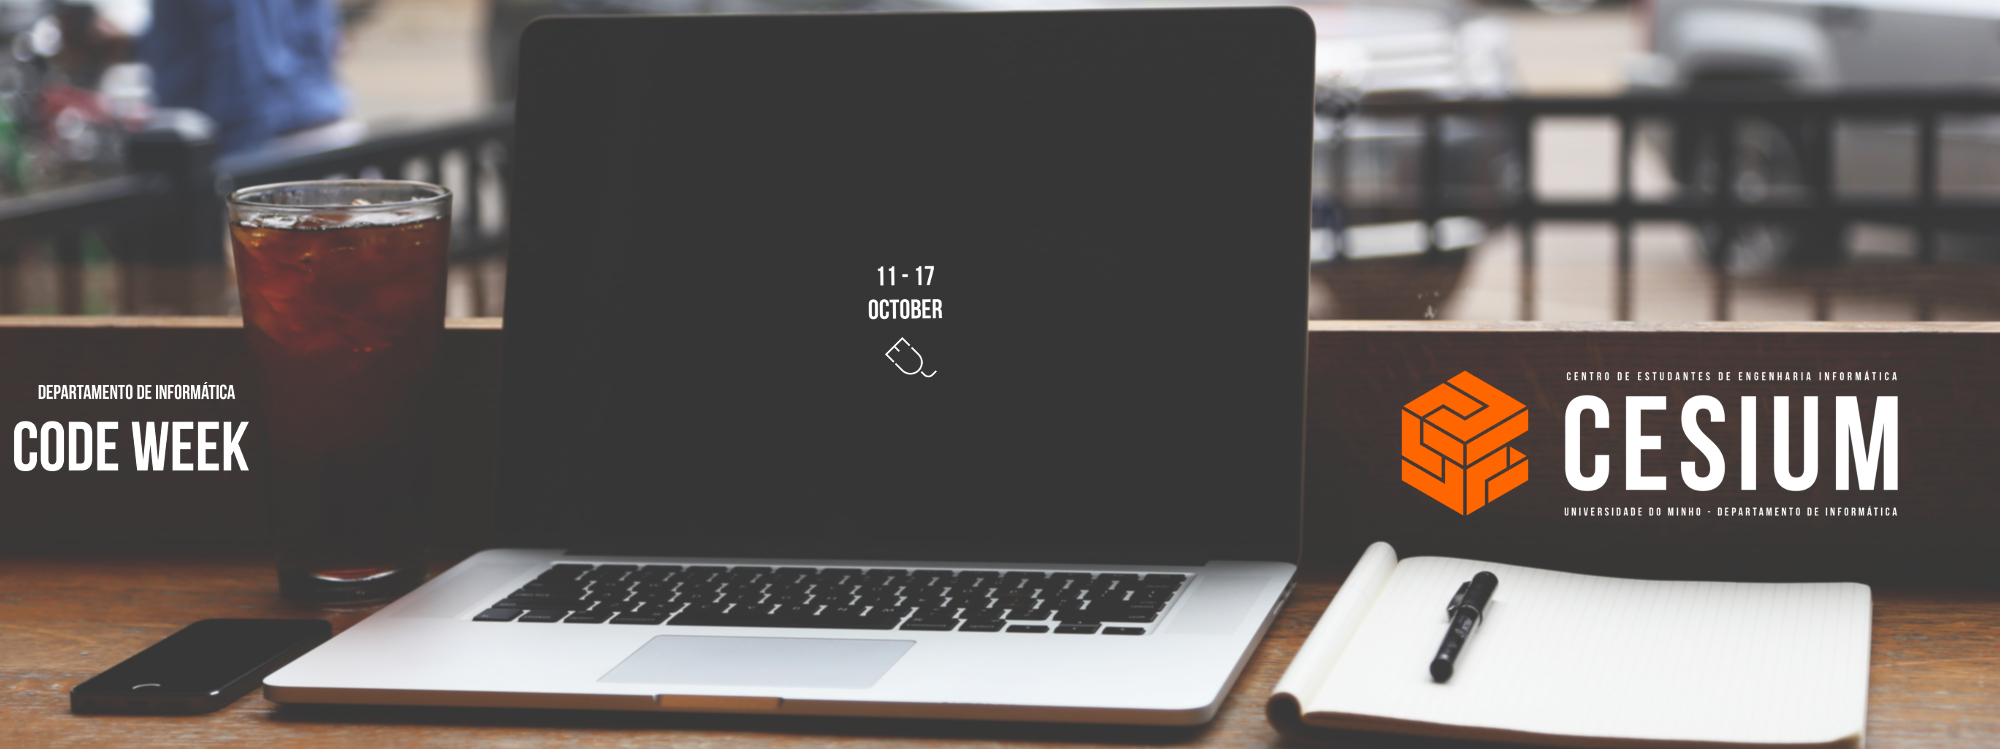 11 - 17
OCTOBER
DEPARTAMENTO DE INFORMÁTICA
CODE WEEK
CENTRO DE ESTUDANTES DE ENGENHARIA INFORMÁTICA
CESIUM
UNIVERSIDADE DO MINHO - DEPARTAMENTO DE INFORMÁTICA